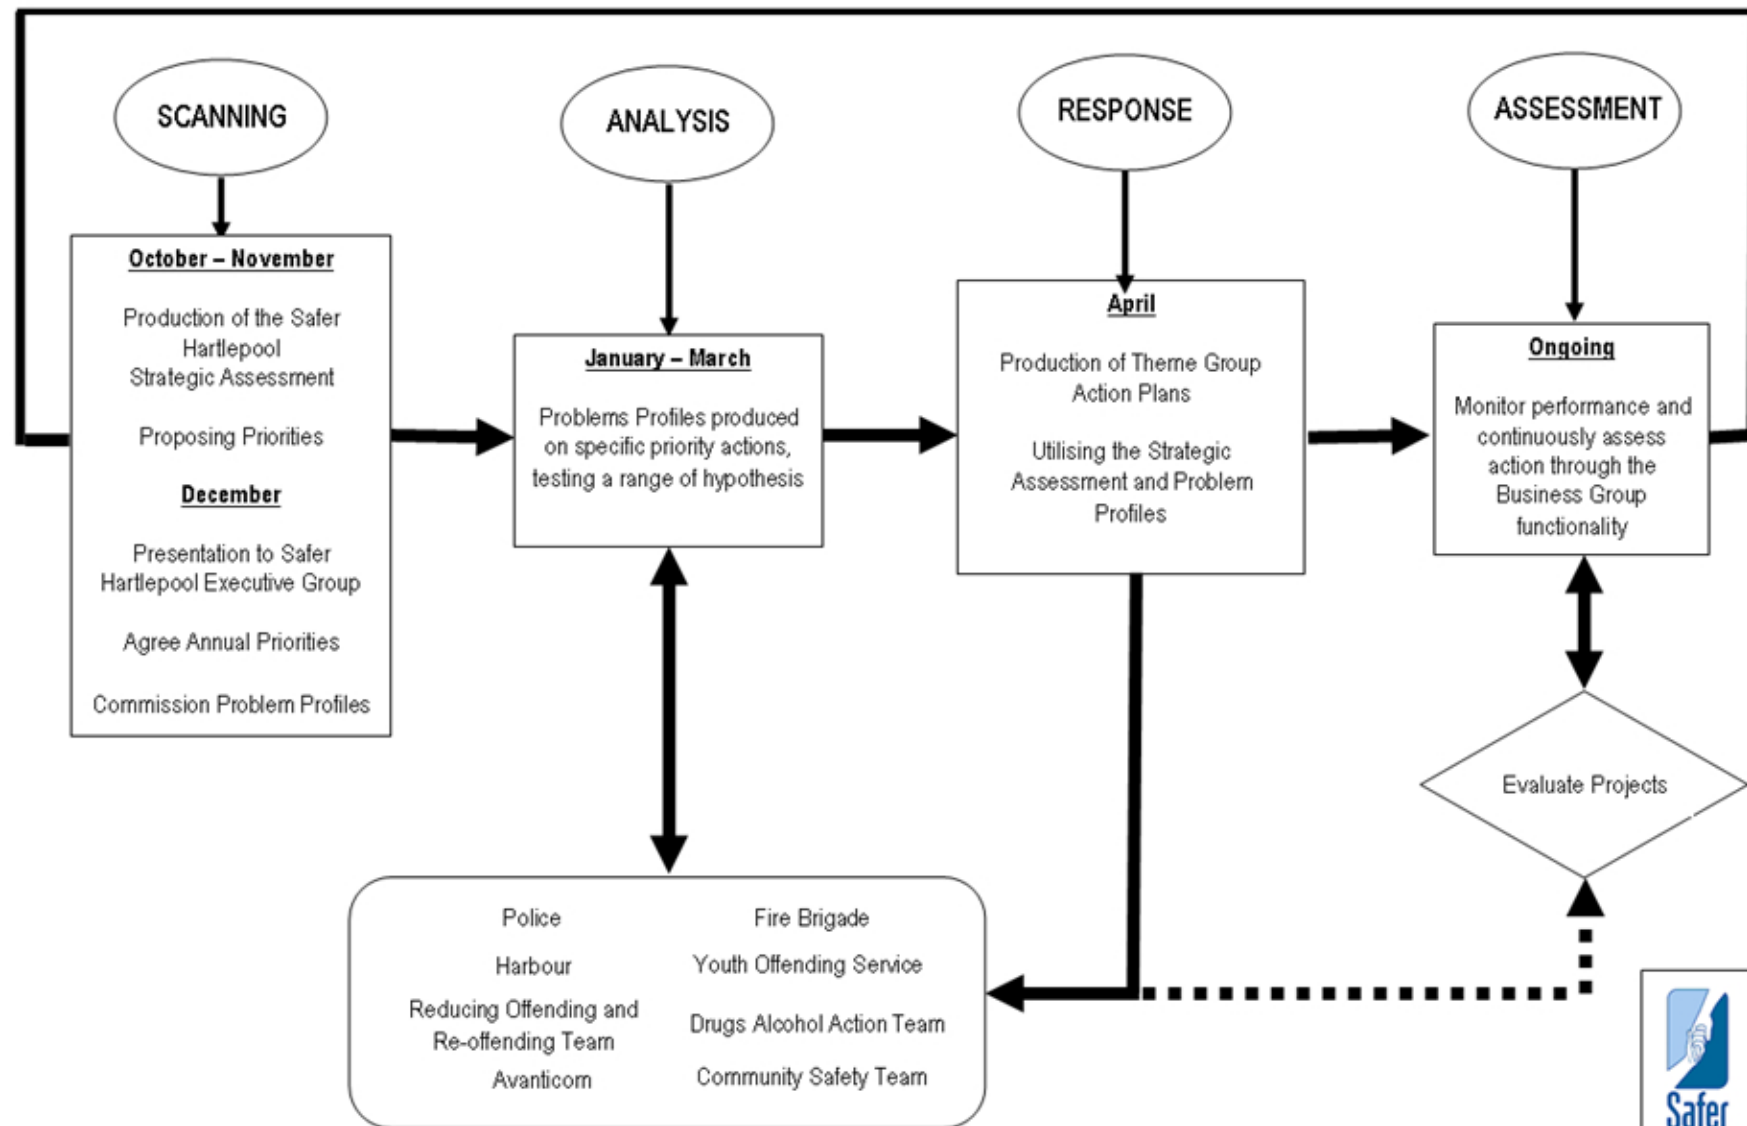 SCANNING
ANALYSIS
RESPONSE
ASSESSMENT
October – November
Production of the Safer
Hartlepool
Strategic Assessment
Proposing Priorities
December
Presentation to Safer
Hartlepool Executive Group
Agree Annual Priorities
Commission Problem Profiles
January – March
Problems Profiles produced
on specific priority actions,
testing a range of hypothesis
April
Production of Theme Group
Action Plans
Utilising the Strategic
Assessment and Problem
Profiles
Ongoing
Monitor performance and
continuously assess
action through the
Business Group
functionality
Evaluate Projects
Police
Harbour
Reducing Offending and
Re-offending Team
Avanticom
Fire Brigade
Youth Offending Service
Drugs Alcohol Action Team
Community Safety Team
Safer